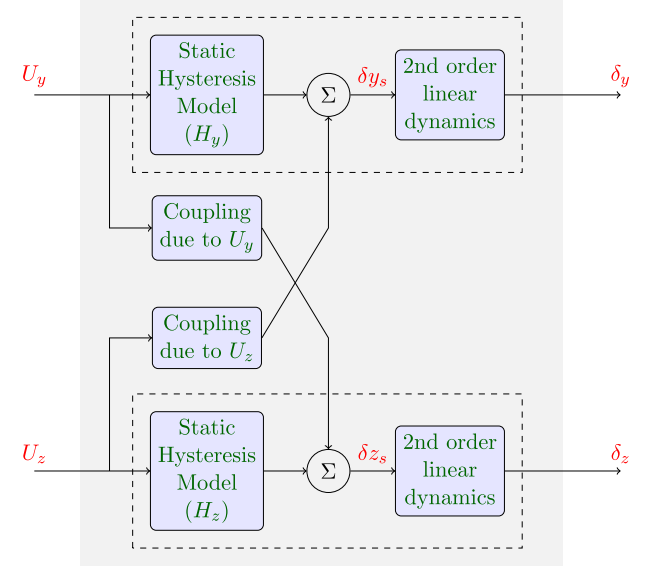 U_y
Static
Hysteresis
Model
(H_y)
Σ
δy_s
2nd order
linear
dynamics
δ_y
Coupling
due to U_y
Coupling
due to U_z
U_z
Static
Hysteresis
Model
(H_z)
Σ
δz_s
2nd order
linear
dynamics
δ_z